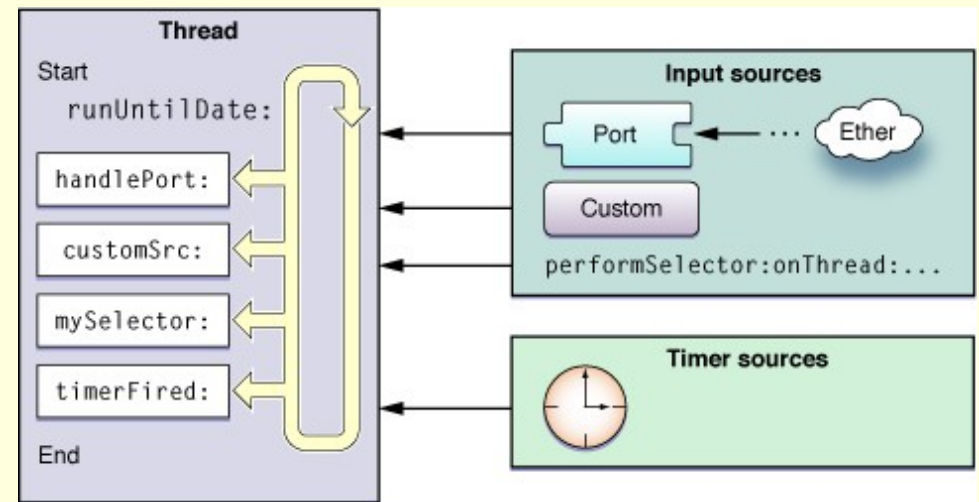 Thread
Start
runUntilDate:
handlePort:
customSrc:
mySelector:
timerFired:
End
Input sources
Port
...
Ether
Custom
performSelector:onThread:...
Timer sources